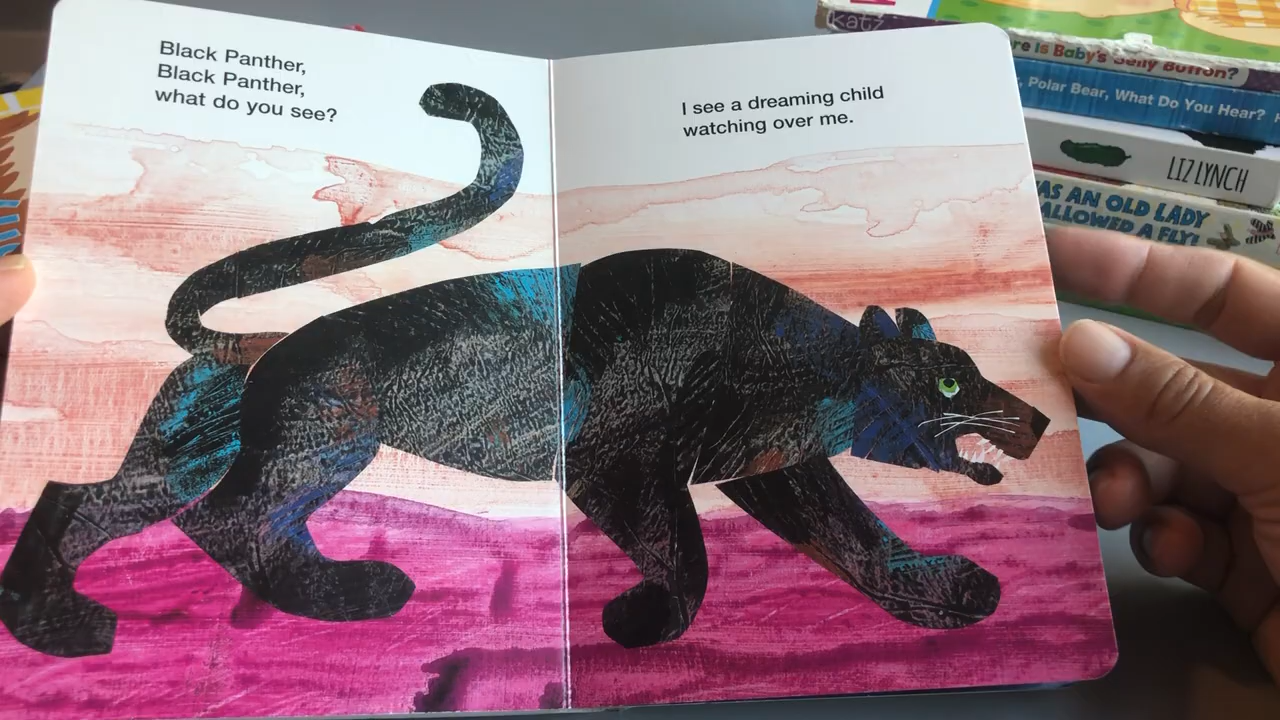 Black Panther,
Black Panther,
what do you see?
I see a dreaming child
watching over me.
katz
re Is Baby's Belly Button?
, Polar Bear, What Do You Hear?
LIZ LYNCH
AS AN OLD LADY
ALLOWED A FLY!